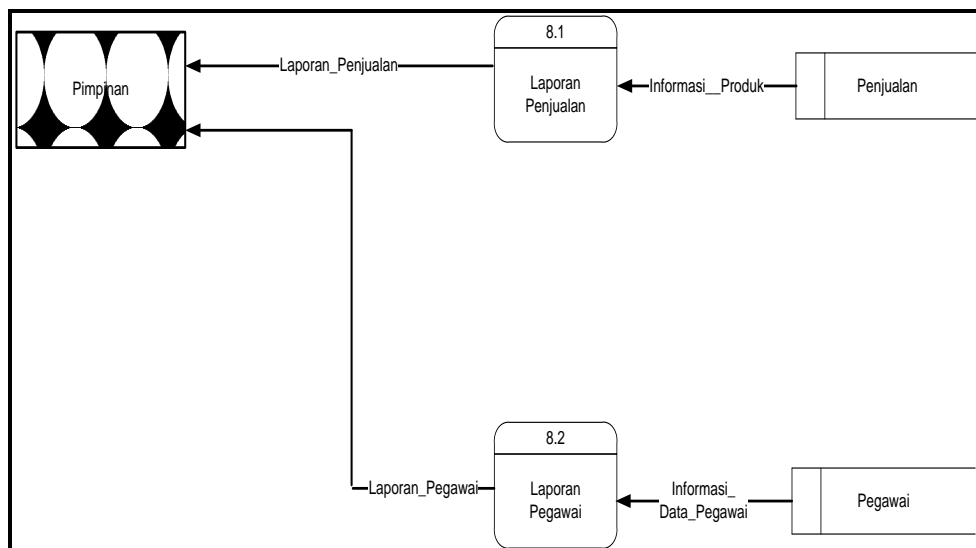 8.1
Pimpinan
Laporan_Penjualan
Laporan
Penjualan
Informasi__Produk
Penjualan
8.2
Laporan_Pegawai
Laporan
Pegawai
Informasi_
Data_Pegawai
Pegawai